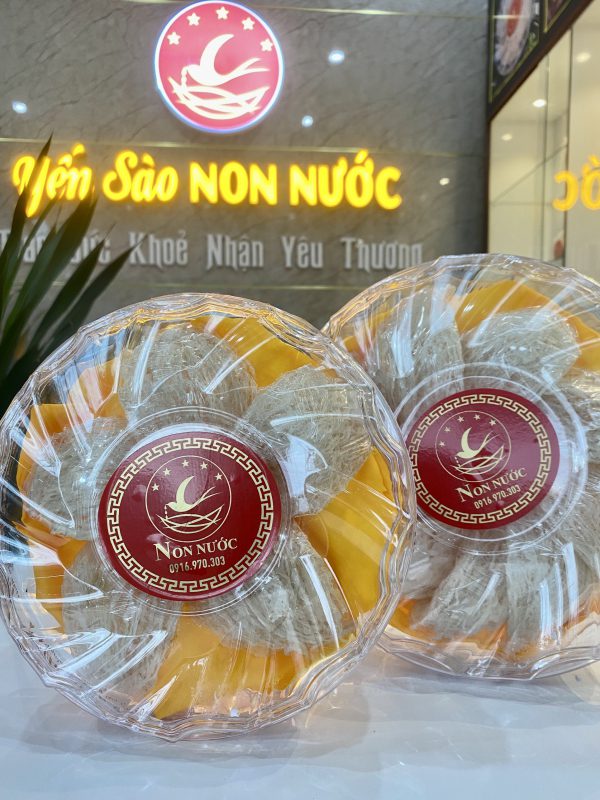 Yến Sào NON NƯỚC
Khoẻ Nhận Yêu Thương
NON NƯỚC
0916.970.303
NON NƯỚC
0916.970.303